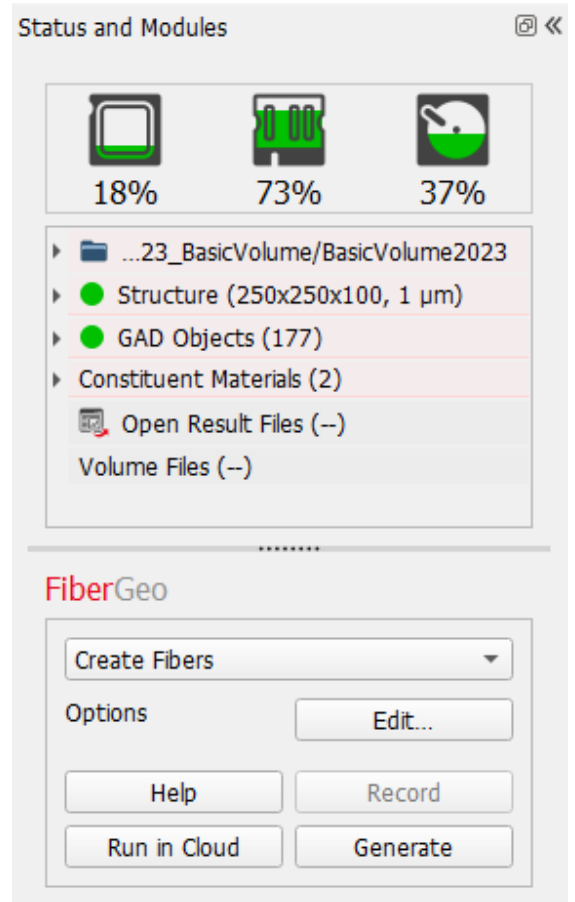 Status and Modules
18% 73% 37%
...23_BasicVolume/BasicVolume2023
Structure (250x250x100, 1 µm)
GAD Objects (177)
Constituent Materials (2)
Open Result Files (--)
Volume Files (--)
FiberGeo
Create Fibers
Options Edit...
Help Record
Run in Cloud Generate